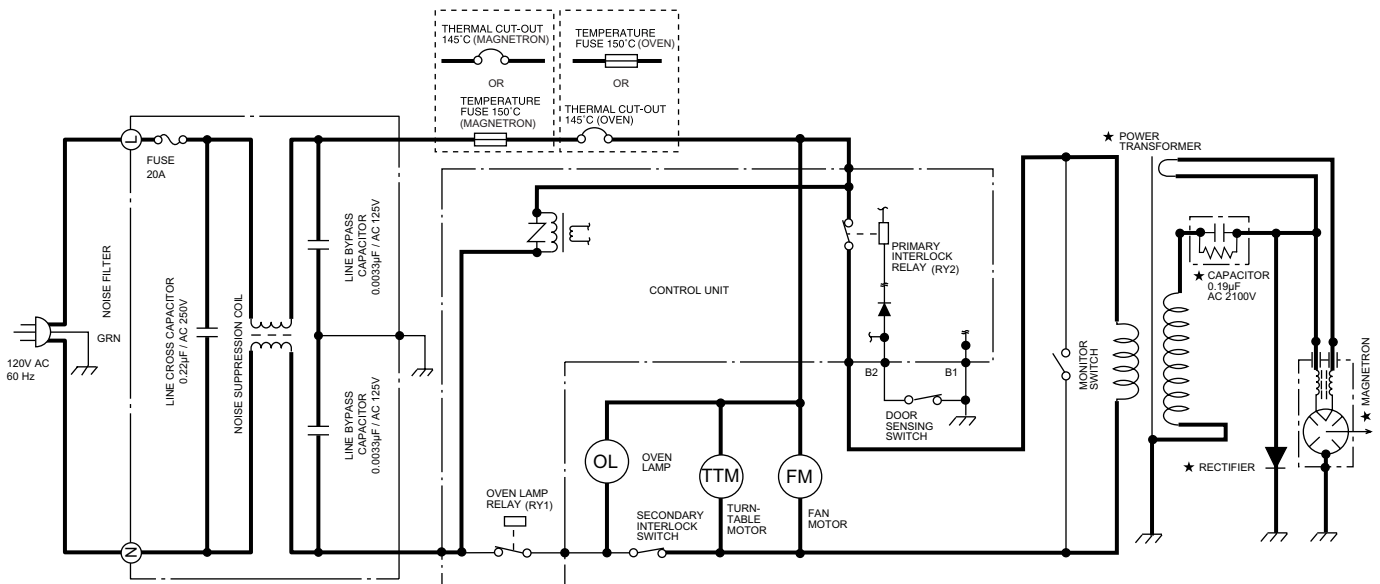 THERMAL CUT-OUT
145°C (MAGNETRON)
OR
TEMPERATURE
FUSE 150°C
(MAGNETRON)
TEMPERATURE
FUSE 150°C (OVEN)
OR
THERMAL CUT-OUT
145°C (OVEN)
L
FUSE
20A
NOISE FILTER
GRN
120V AC
60 Hz
LINE CROSS CAPACITOR
0.22µF / AC 250V
NOISE SUPPRESSION COIL
LINE BYPASS
CAPACITOR
0.0033µF / AC 125V
LINE BYPASS
CAPACITOR
0.0033µF / AC 125V
N
CONTROL UNIT
PRIMARY
INTERLOCK
RELAY (RY2)
B2
B1
DOOR
SENSING
SWITCH
OL
OVEN
LAMP
TTM
TURN-
TABLE
MOTOR
FM
FAN
MOTOR
OVEN LAMP
RELAY (RY1)
SECONDARY
INTERLOCK
SWITCH
MONITOR
SWITCH
★ POWER
TRANSFORMER
★ CAPACITOR
0.19µF
AC 2100V
★ RECTIFIER
★ MAGNETRON